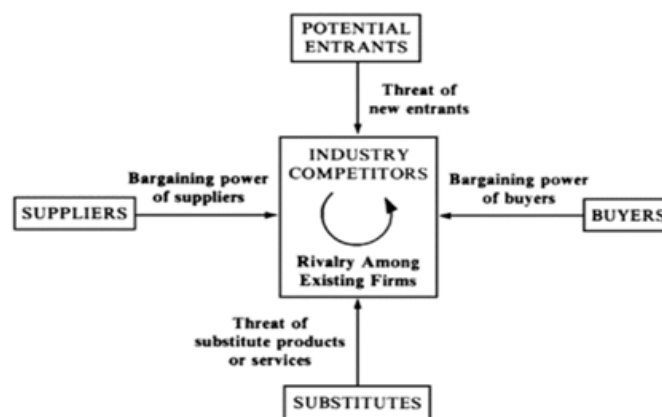 POTENTIAL
ENTRANTS
Threat of
new entrants
INDUSTRY
COMPETITORS
Bargaining power
of suppliers
Bargaining power
of buyers
SUPPLIERS
BUYERS
Rivalry Among
Existing Firms
Threat of
substitute products
or services
SUBSTITUTES